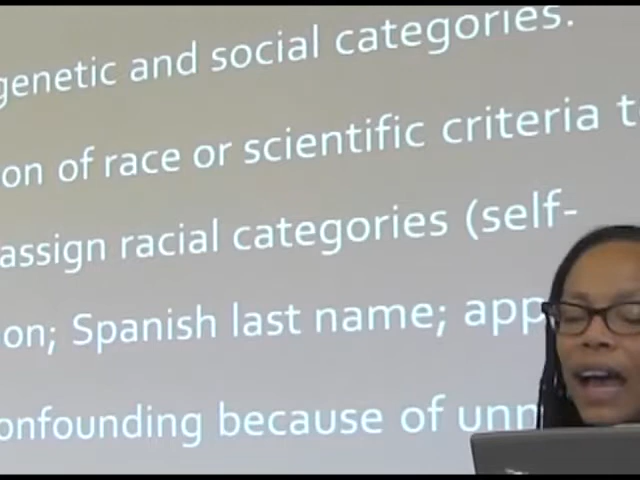 genetic and social categories.
on of race or scientific criteria
assign racial categories (self-
on; Spanish last name; app
onfounding because of